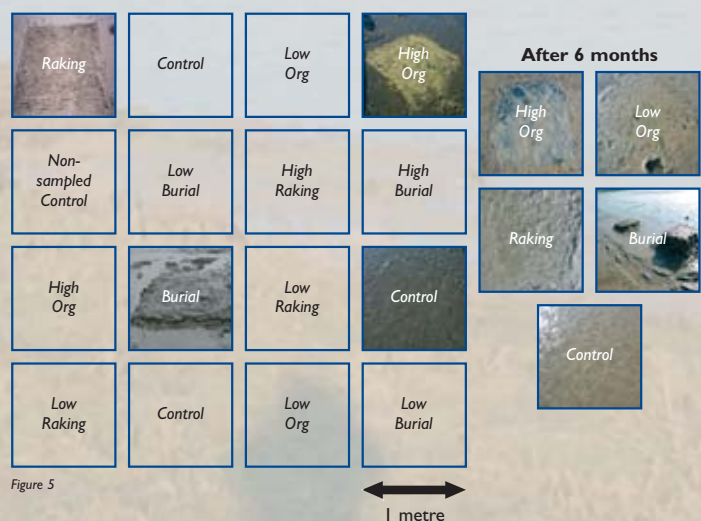 Raking
Control
Low
Org
High
Org
Non-
sampled
Control
Low
Burial
High
Raking
High
Burial
High
Org
Burial
Low
Raking
Control
Low
Raking
Control
Low
Org
Low
Burial
Figure 5
1 metre
After 6 months
High
Org
Low
Org
Raking
Burial
Control